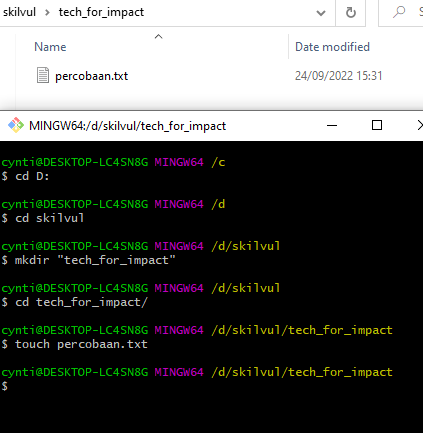 skilvul > tech_for_impact
Name Date modified
percobaan.txt 24/09/2022 15:31
MINGW64:/d/skilvul/tech_for_impact
cynti@DESKTOP-LC4SN8G MINGW64 /c
$ cd D:
cynti@DESKTOP-LC4SN8G MINGW64 /d
$ cd skilvul
cynti@DESKTOP-LC4SN8G MINGW64 /d/skilvul
$ mkdir "tech_for_impact"
cynti@DESKTOP-LC4SN8G MINGW64 /d/skilvul
$ cd tech_for_impact/
cynti@DESKTOP-LC4SN8G MINGW64 /d/skilvul/tech_for_impact
$ touch percobaan.txt
cynti@DESKTOP-LC4SN8G MINGW64 /d/skilvul/tech_for_impact
$